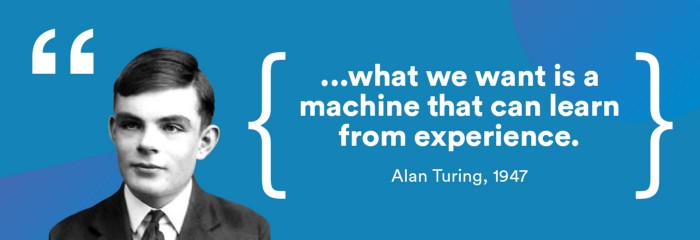 “
{ ...what we want is a
machine that can learn
from experience. }
Alan Turing, 1947